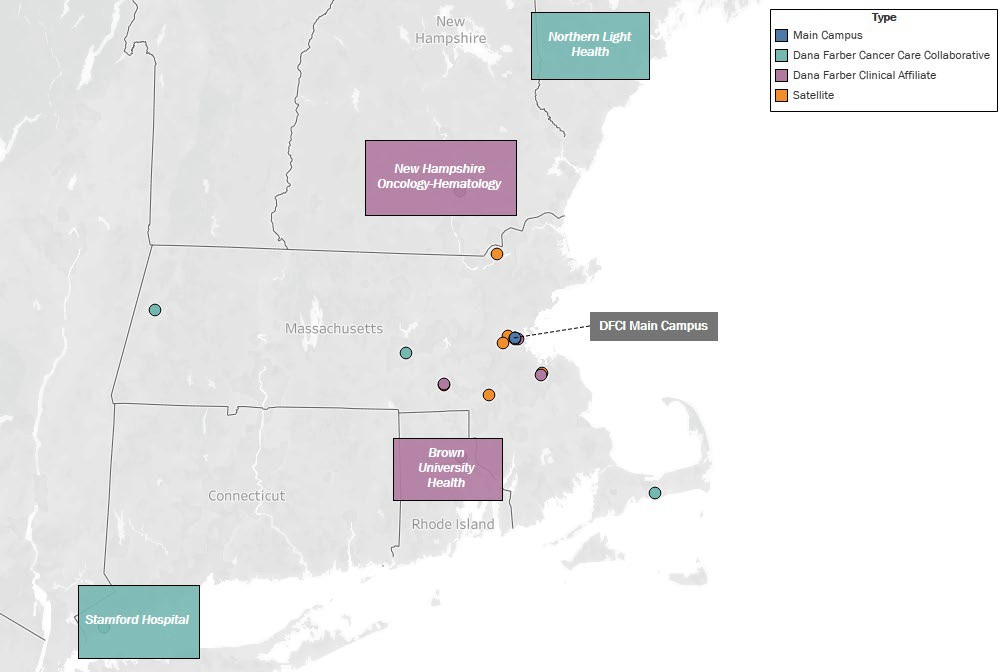 New
Hampshire
Northern Light
Health
Type
Main Campus
Dana Farber Cancer Care Collaborative
Dana Farber Clinical Affiliate
Satellite
New Hampshire
Oncology-Hematology
Massachusetts
DFCI Main Campus
Brown
University
Health
Connecticut
Rhode Island
Stamford Hospital